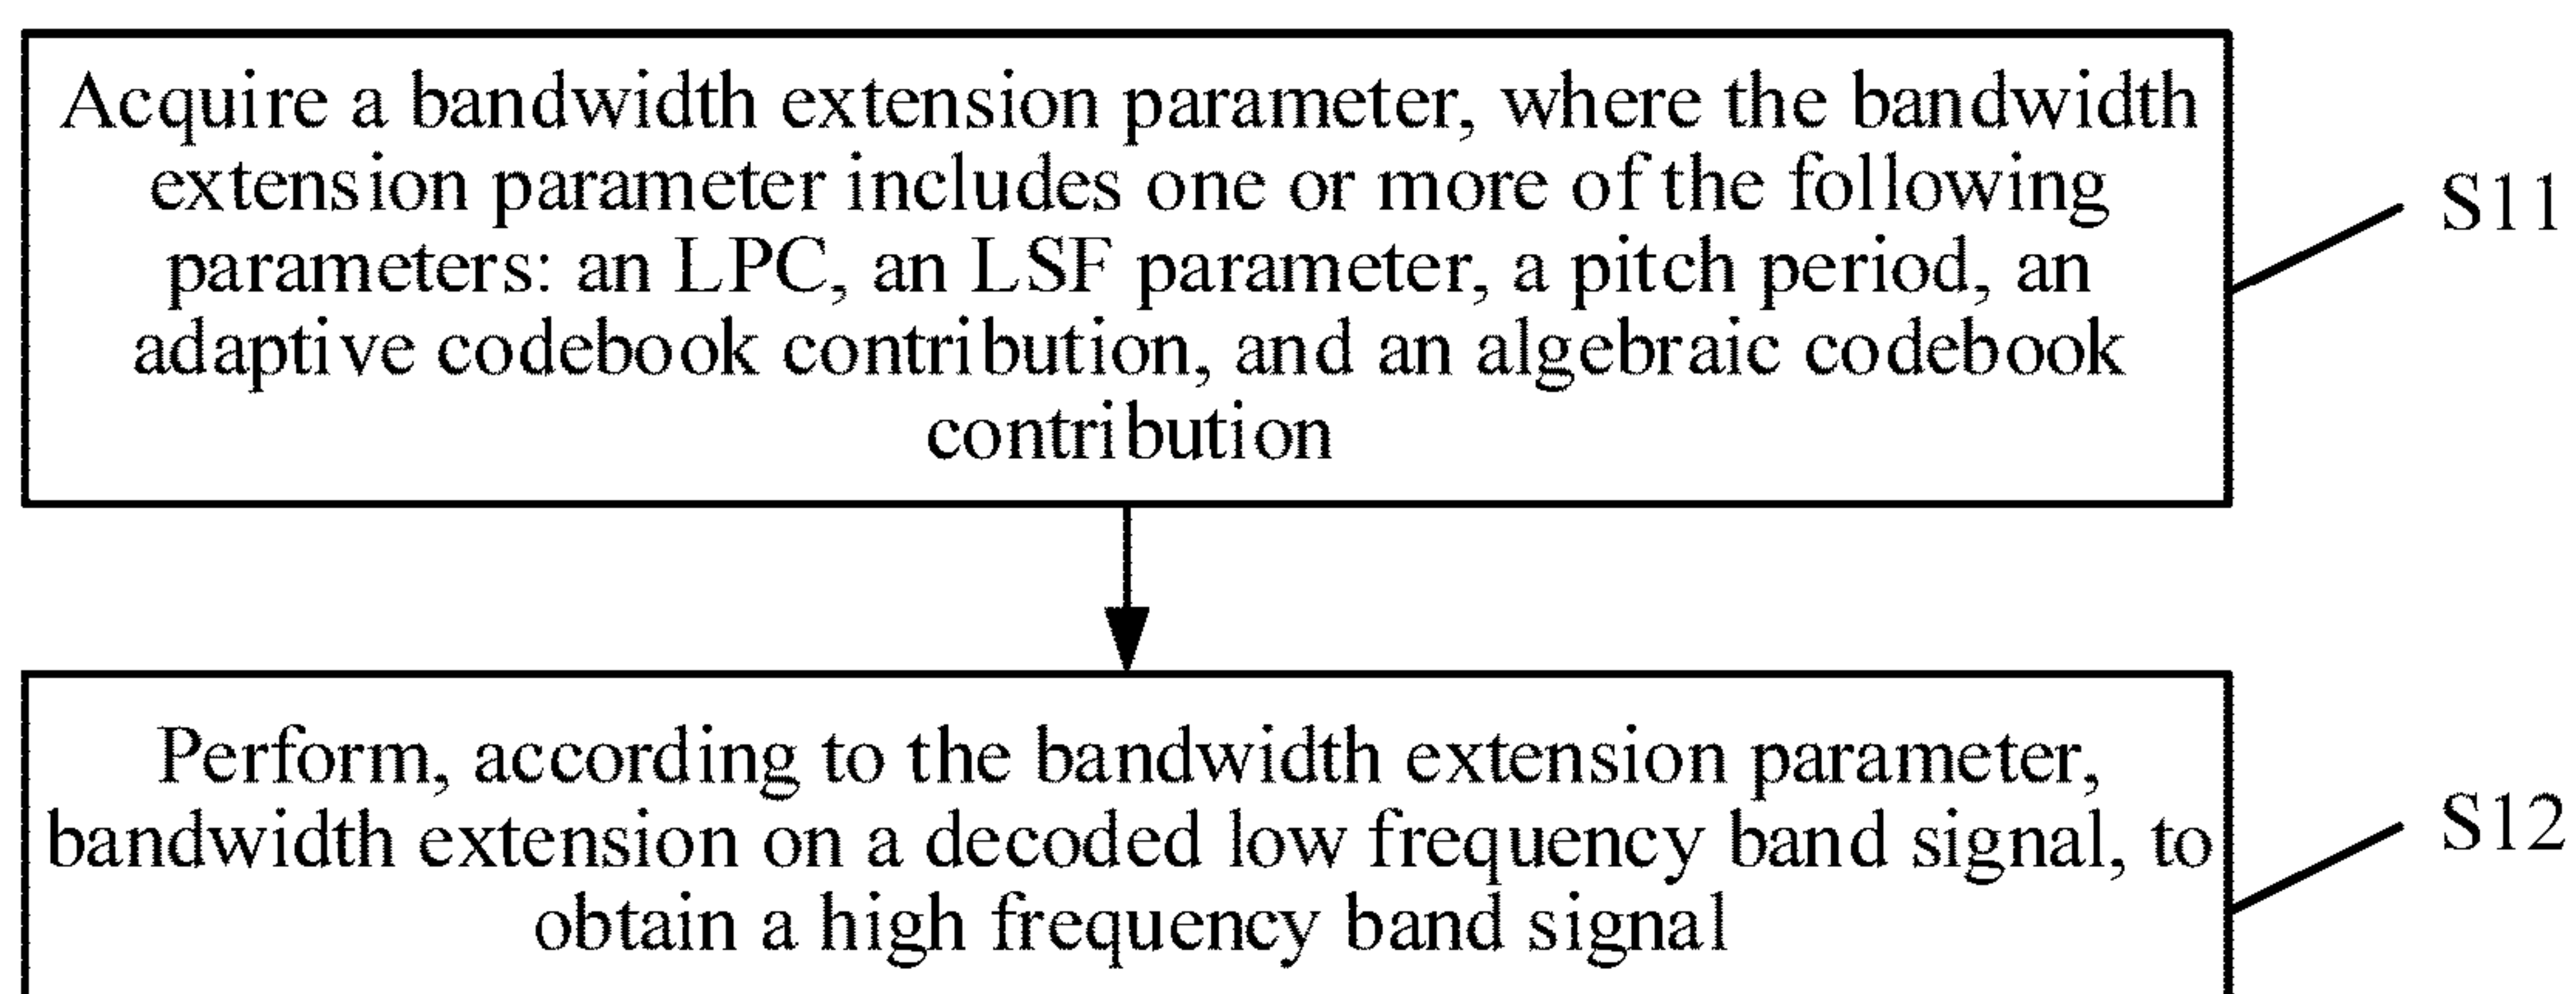 Acquire a bandwidth extension parameter, where the bandwidth
extension parameter includes one or more of the following
parameters: an LPC, an LSF parameter, a pitch period, an
adaptive codebook contribution, and an algebraic codebook
contribution
S11
Perform, according to the bandwidth extension parameter,
bandwidth extension on a decoded low frequency band signal, to
obtain a high frequency band signal
S12